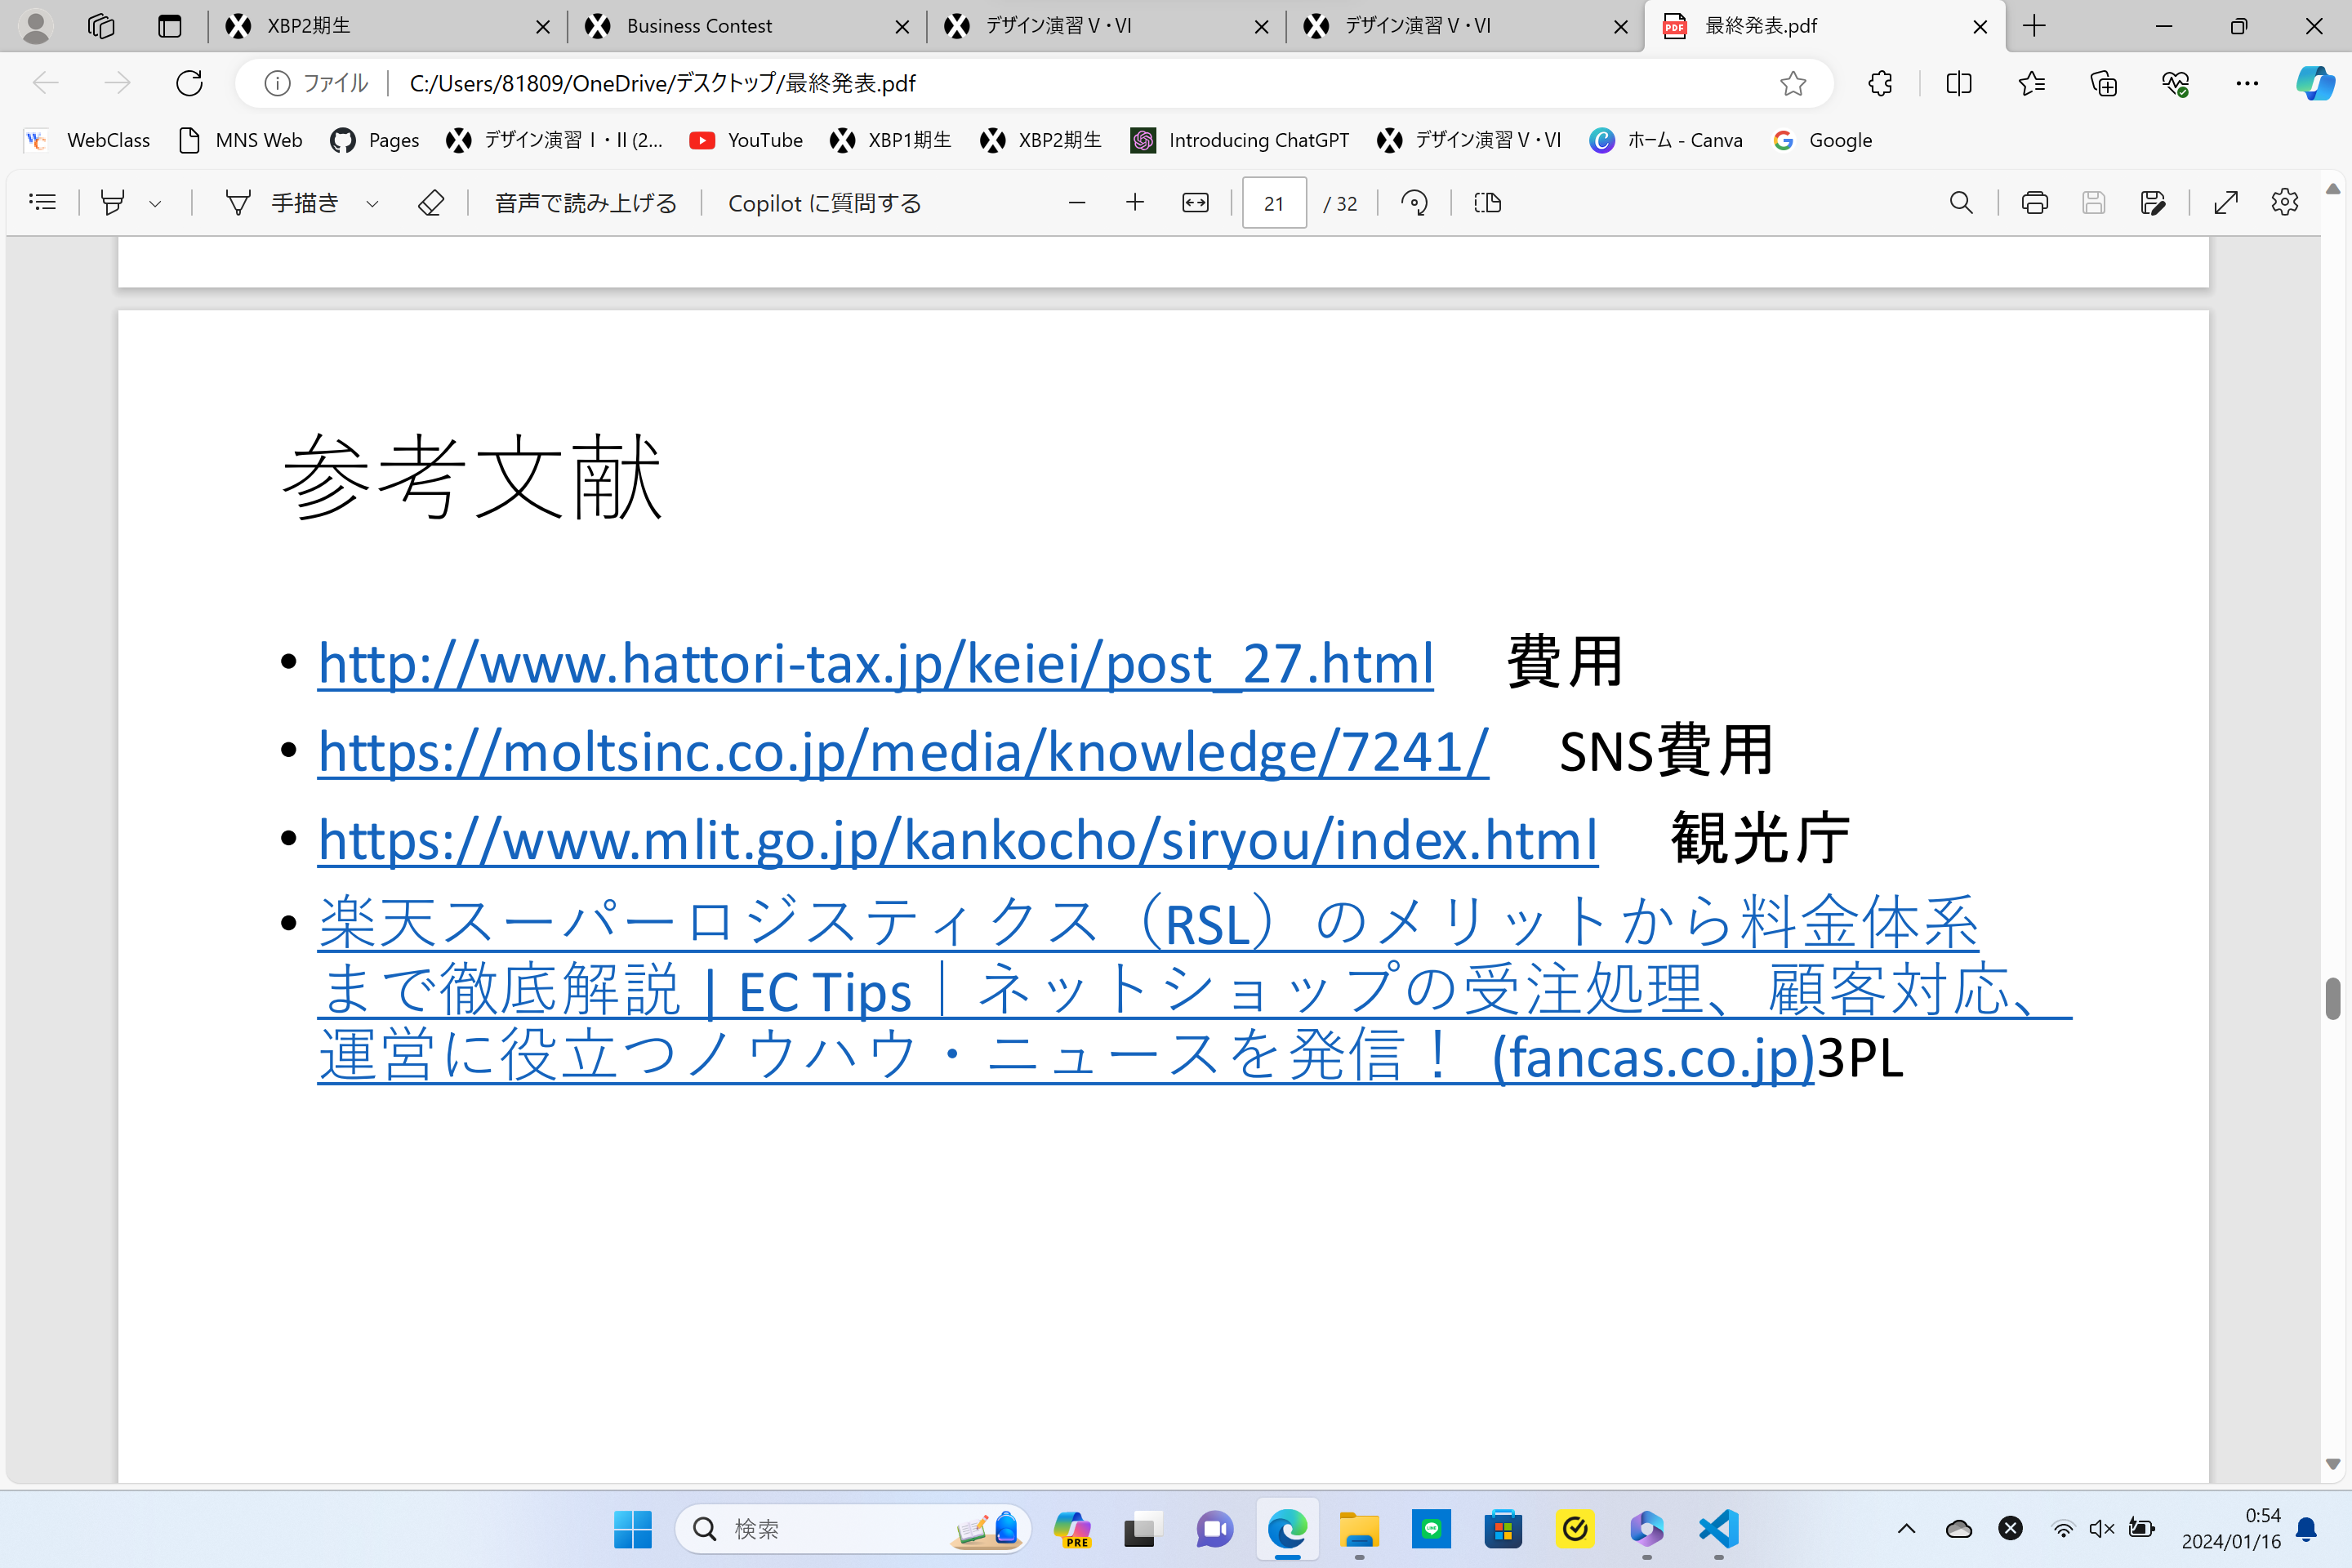 XBP2期生
Business Contest
デザイン演習Ⅴ・Ⅵ
デザイン演習Ⅴ・Ⅵ
最終発表.pdf
ファイル C:/Users/81809/OneDrive/デスクトップ/最終発表.pdf
WebClass MNS Web Pages デザイン演習Ⅰ・Ⅱ(2... YouTube XBP1期生 XBP2期生 Introducing ChatGPT デザイン演習Ⅴ・Ⅵ ホーム - Canva Google
手描き 音声で読み上げる Copilot に質問する 21 / 32
参考文献
• http://www.hattori-tax.jp/keiei/post_27.html 費用
• https://moltsinc.co.jp/media/knowledge/7241/ SNS費用
• https://www.mlit.go.jp/kankocho/siryou/index.html 観光庁
• 楽天スーパーロジスティクス（RSL）のメリットから料金体系
まで徹底解説 | EC Tips｜ネットショップの受注処理、顧客対応、
運営に役立つノウハウ・ニュースを発信！ (fancas.co.jp)3PL
検索
PRE
0:54
2024/01/16